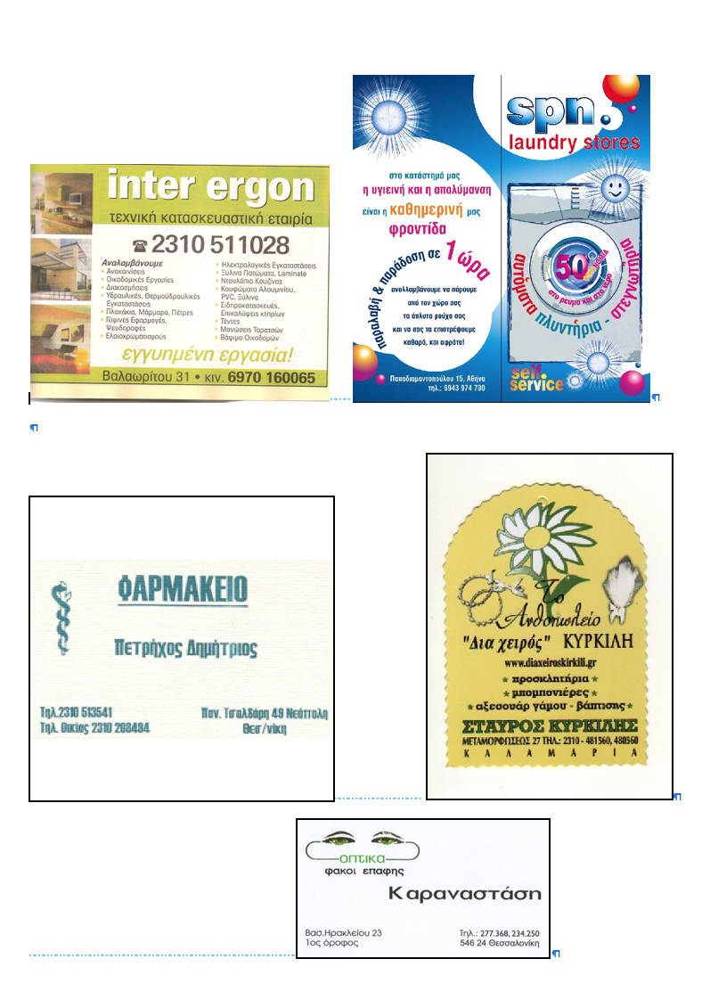 inter ergon
τεχνική κατασκευαστική εταιρία
☎ 2310 511028
Αναλαμβάνουμε
• Ανακαινίσεις
• Οικοδομικές Εργασίες
• Διακοσμήσεις
• Υδραυλικές, Θερμοϋδραυλικές
Εγκαταστάσεις
• Πλακάκια, Μάρμαρα, Πέτρες
• Γύψινες Εφαρμογές,
Ψευδοροφές
• Ελαιοχρωματισμούς
• Ηλεκτρολογικές Εγκαταστάσεις
• Ξύλινα Πατώματα, Laminate
• Ντουλάπια Κουζίνας
• Κουφώματα Αλουμινίου,
PVC, Ξύλινα
• Σιδηροκατασκευές,
Επικαλύψεις κτηρίων
• Τέντες
• Μονώσεις Ταρατσών
• Βάψιμο Οικοδομών
εγγυημένη εργασία!
Βαλαωρίτου 31 • κιν. 6970 160065
στο κατάστημά μας
η υγιεινή και η απολύμανση
είναι η καθημερινή μας
φροντίδα
παραλαβή & παράδοση σε 1 ώρα
αναλλαμβάνουμε να πάρουμε
από τον χώρο σας
τα άπλυτα ρούχα σας
και να σας τα επιστρέψουμε
καθαρά, και αφράτα!
Παπαδιαμαντοπούλου 15, Αθήνα
τηλ.: 6943 974 700
spn.
laundry stores
50%
στο ρεύμα και στο νερό
αυτόματα πλυντήρια - στεγνωτήρια
self.
service
ΦΑΡΜΑΚΕΙΟ
Πετρήχος Δημήτριος
Τηλ.2310 513541
Τηλ. Οικίας 2310 208494
Παν. Τσαλδάρη 49 Νεάπολη
Θεσ/νίκη
Το
Ανθοπωλείο
"Δια χειρός" ΚΥΡΚΙΛΗ
www.diaxeiroskirkili.gr
* προσκλητήρια *
* μπομπονιέρες *
* αξεσουάρ γάμου - βάπτισης *
ΣΤΑΥΡΟΣ ΚΥΡΚΙΛΗΣ
ΜΕΤΑΜΟΡΦΩΣΕΩΣ 27 ΤΗΛ.: 2310 - 481560, 480560
ΚΑΛΑΜΑΡΙΑ
οπτικα
φακοι επαφης
Καραναστάση
Βασ.Ηρακλείου 23
1ος όροφος
Τηλ.: 277.368, 234.250
546 24 Θεσσαλονίκη